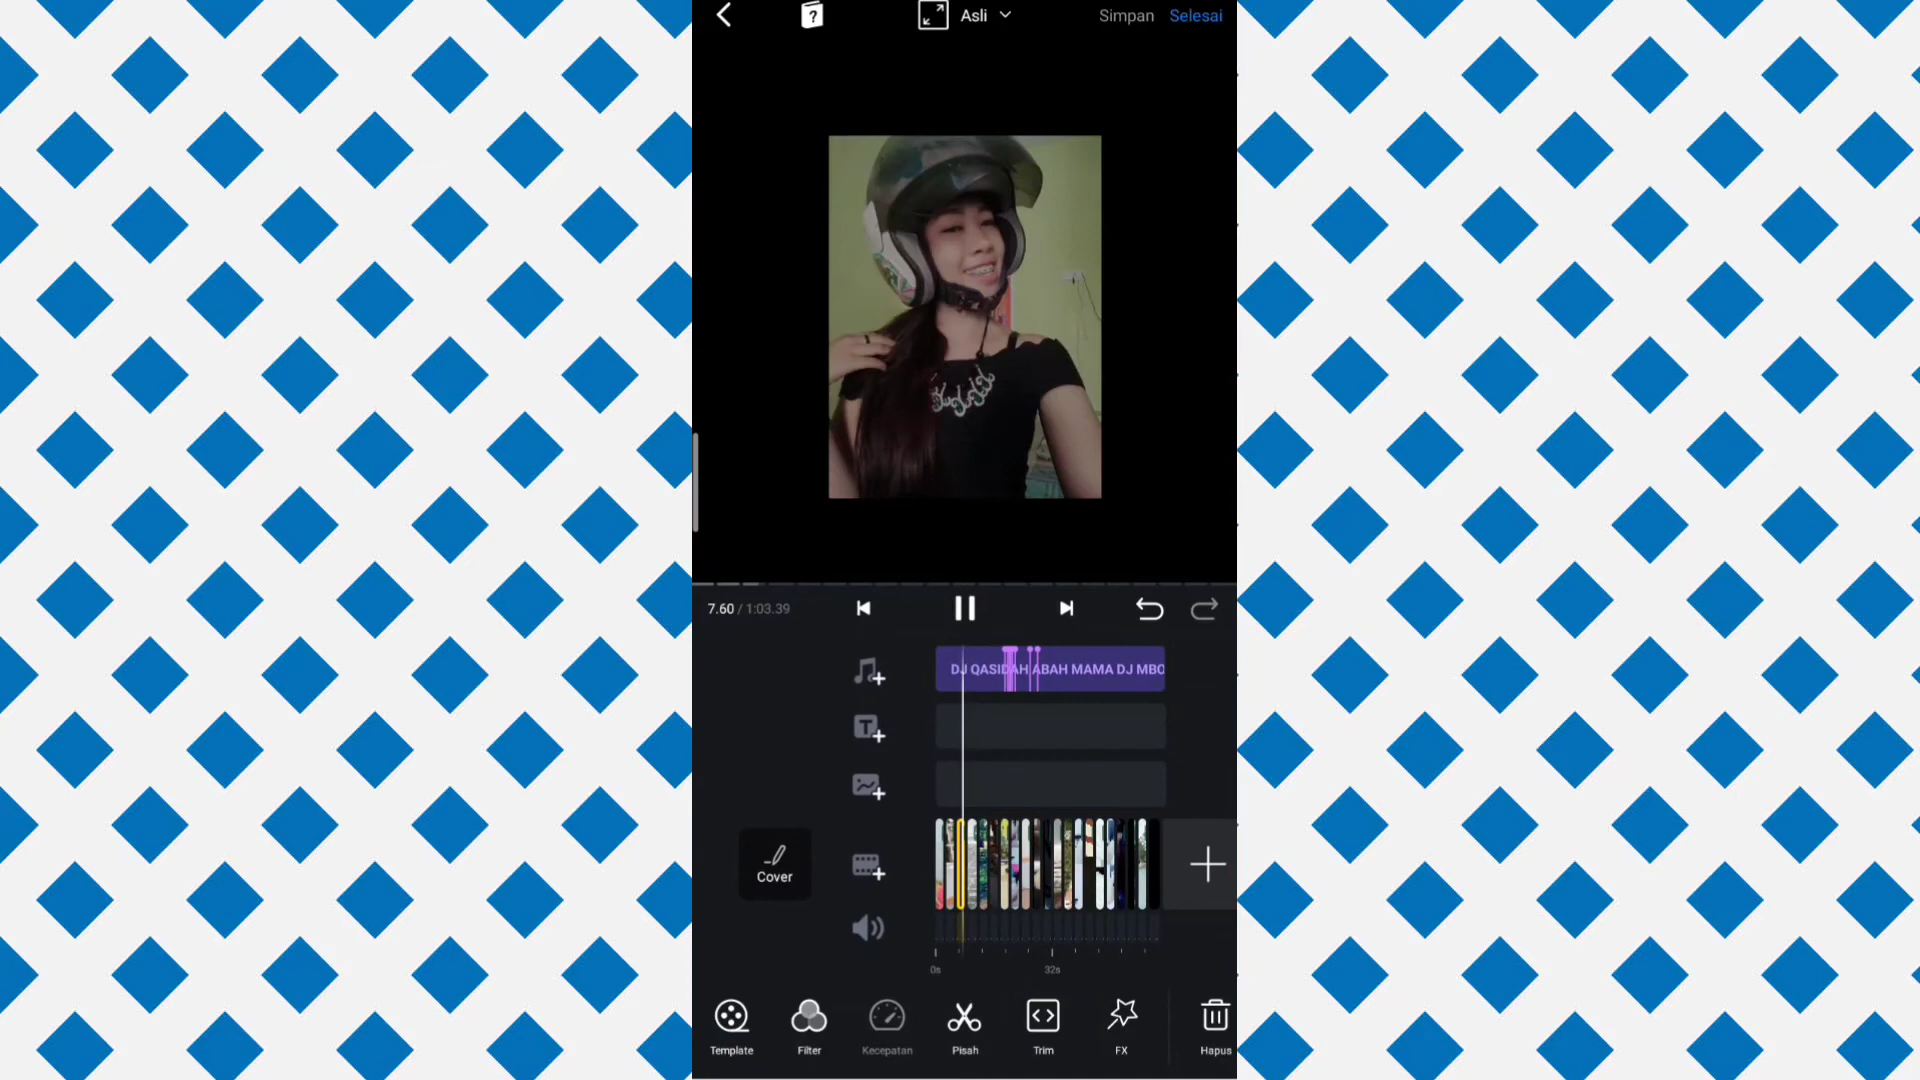 Asli
Simpan
Selesai
7.60 / 1:03.39
DJ QASIDAH ABAH MAMA DJ MBO
Cover
0s
32s
Template
Filter
Kecepatan
Pisah
Trim
FX
Hapus